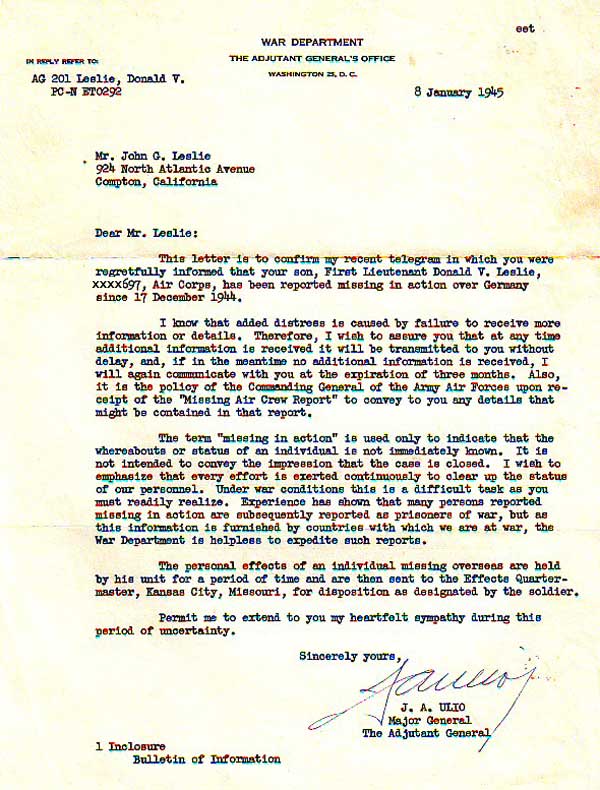 eet
WAR DEPARTMENT
THE ADJUTANT GENERAL'S OFFICE
WASHINGTON 25, D. C.
IN REPLY REFER TO:
AG 201 Leslie, Donald V.
PC-N ETO292
8 January 1945
Mr. John G. Leslie
924 North Atlantic Avenue
Compton, California
Dear Mr. Leslie:
This letter is to confirm my recent telegram in which you were
regretfully informed that your son, First Lieutenant Donald V. Leslie,
XXXX697, Air Corps, has been reported missing in action over Germany
since 17 December 1944.
I know that added distress is caused by failure to receive more
information or details. Therefore, I wish to assure you that at any time
additional information is received it will be transmitted to you without
delay, and, if in the meantime no additional information is received, I
will again communicate with you at the expiration of three months. Also,
it is the policy of the Commanding General of the Army Air Forces upon re-
ceipt of the "Missing Air Crew Report" to convey to you any details that
might be contained in that report.
The term "missing in action" is used only to indicate that the
whereabouts or status of an individual is not immediately known. It is
not intended to convey the impression that the case is closed. I wish to
emphasize that every effort is exerted continuously to clear up the status
of our personnel. Under war conditions this is a difficult task as you
must readily realize. Experience has shown that many persons reported
missing in action are subsequently reported as prisoners of war, but as
this information is furnished by countries with which we are at war, the
War Department is helpless to expedite such reports.
The personal effects of an individual missing overseas are held
by his unit for a period of time and are then sent to the Effects Quarter-
master, Kansas City, Missouri, for disposition as designated by the soldier.
Permit me to extend to you my heartfelt sympathy during this
period of uncertainty.
Sincerely yours,
J. A. ULIO
Major General
The Adjutant General
1 Inclosure
Bulletin of Information